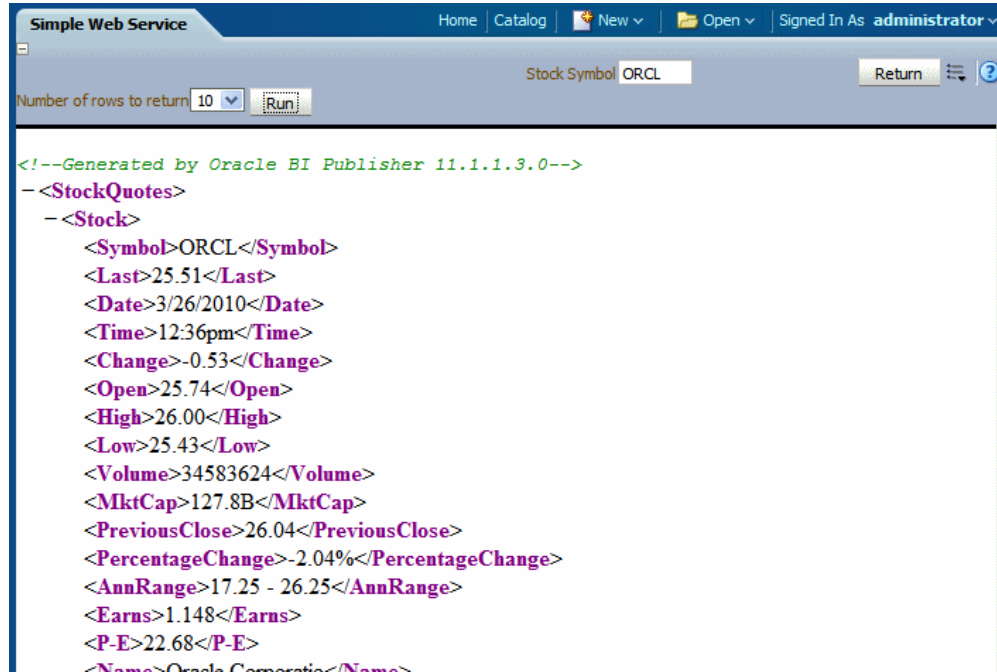 Simple Web Service
Home Catalog New Open Signed In As administrator
Stock Symbol ORCL Return
Number of rows to return 10 Run
<!--Generated by Oracle BI Publisher 11.1.1.3.0-->
−<StockQuotes>
−<Stock>
<Symbol>ORCL</Symbol>
<Last>25.51</Last>
<Date>3/26/2010</Date>
<Time>12:36pm</Time>
<Change>-0.53</Change>
<Open>25.74</Open>
<High>26.00</High>
<Low>25.43</Low>
<Volume>34583624</Volume>
<MktCap>127.8B</MktCap>
<PreviousClose>26.04</PreviousClose>
<PercentageChange>-2.04%</PercentageChange>
<AnnRange>17.25 - 26.25</AnnRange>
<Earns>1.148</Earns>
<P-E>22.68</P-E>
<Name>Oracle Corporatio</Name>